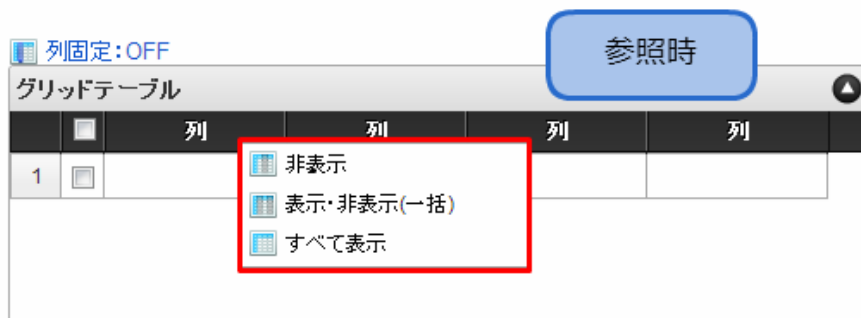 列固定:OFF
参照時
グリッドテーブル
列 列 列 列
1
非表示
表示・非表示(一括)
すべて表示